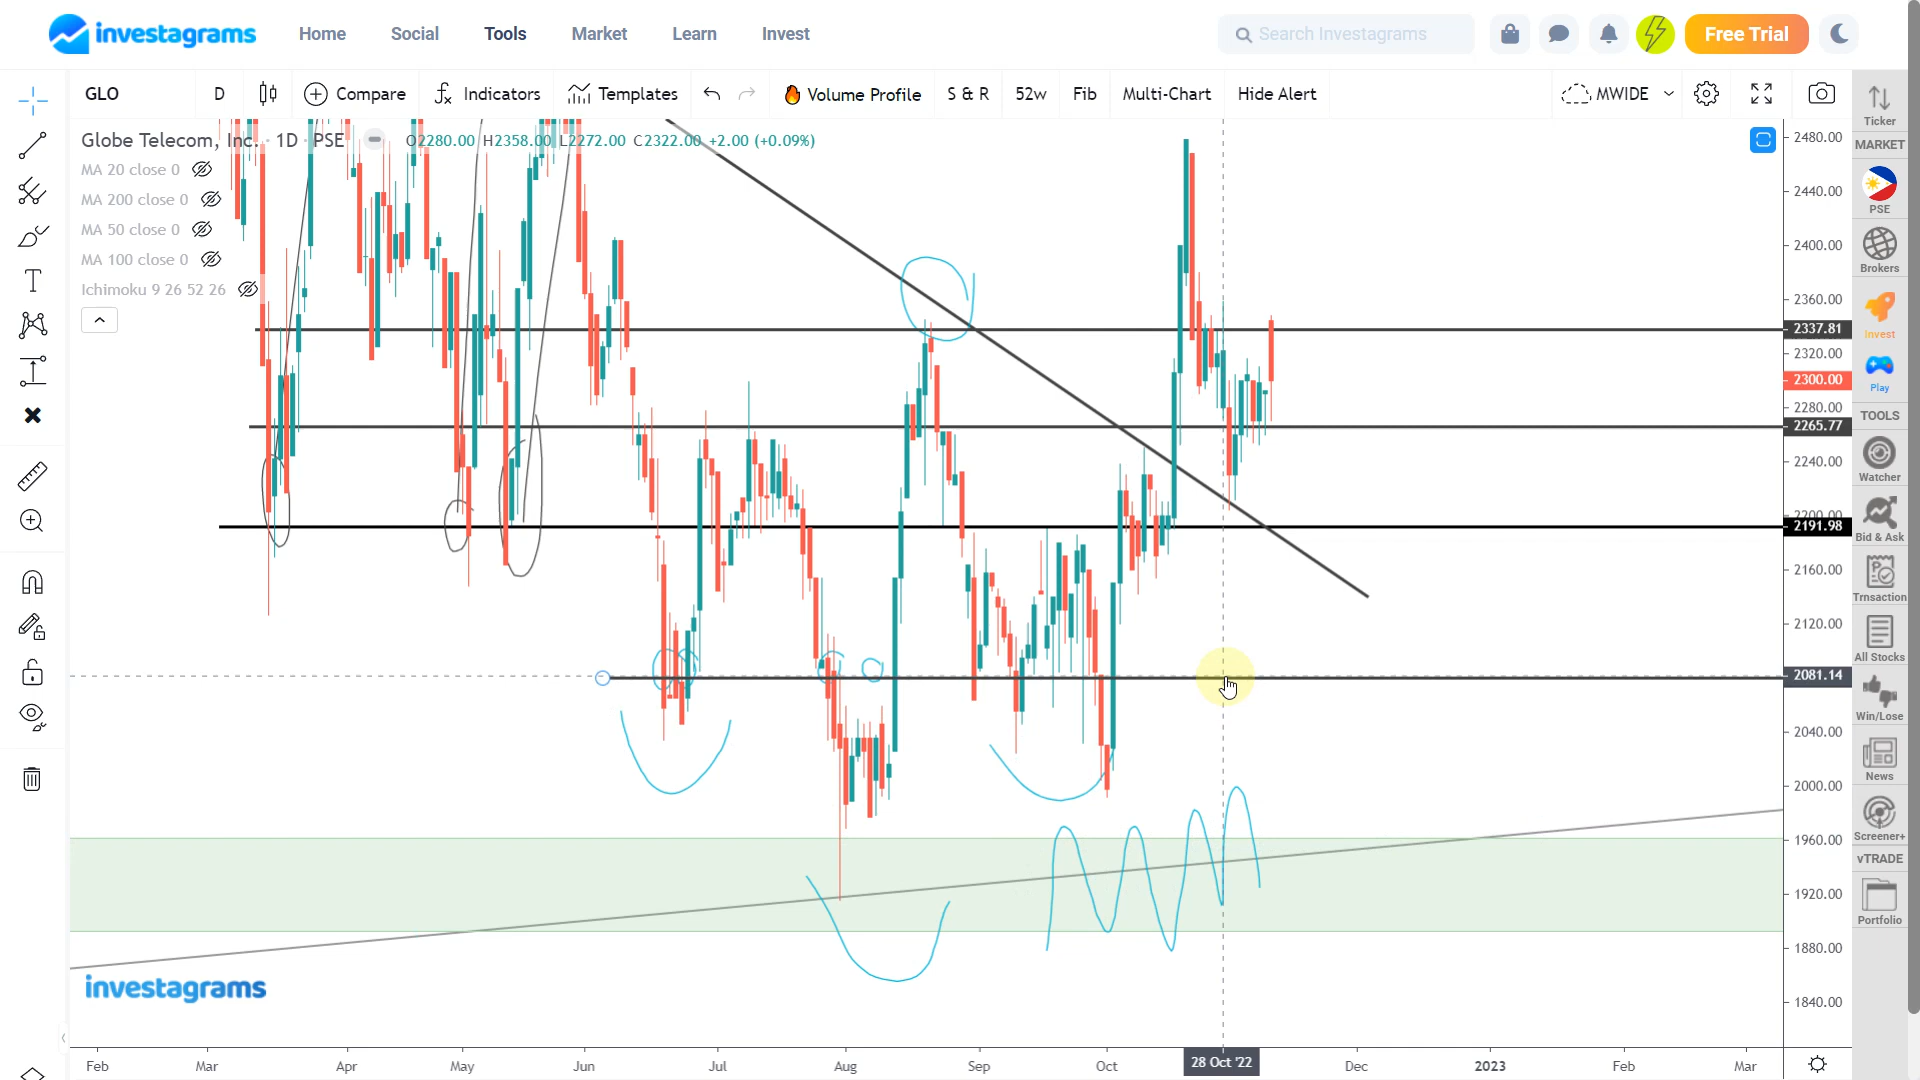 investagrams Home Social Tools Market Learn Invest Search Investagrams Free Trial
GLO D Compare Indicators Templates Volume Profile S & R 52w Fib Multi-Chart Hide Alert MWIDE
Globe Telecom, Inc. · 1D · PSE O2280.00 H2358.00 L2272.00 C2322.00 +2.00 (+0.09%)
MA 20 close 0
MA 200 close 0
MA 50 close 0
MA 100 close 0
Ichimoku 9 26 52 26
2480.00
2440.00
2400.00
2360.00
2337.81
2320.00
2300.00
2280.00
2265.77
2240.00
2200.00
2191.98
2160.00
2120.00
2081.14
2040.00
2000.00
1960.00
1920.00
1880.00
1840.00
Ticker
MARKET
PSE
Brokers
Invest
Play
TOOLS
Watcher
Bid & Ask
Trnsaction
All Stocks
Win/Lose
News
Screener+
vTRADE
Portfolio
investagrams
Feb Mar Apr May Jun Jul Aug Sep Oct 28 Oct '22 Dec 2023 Feb Mar